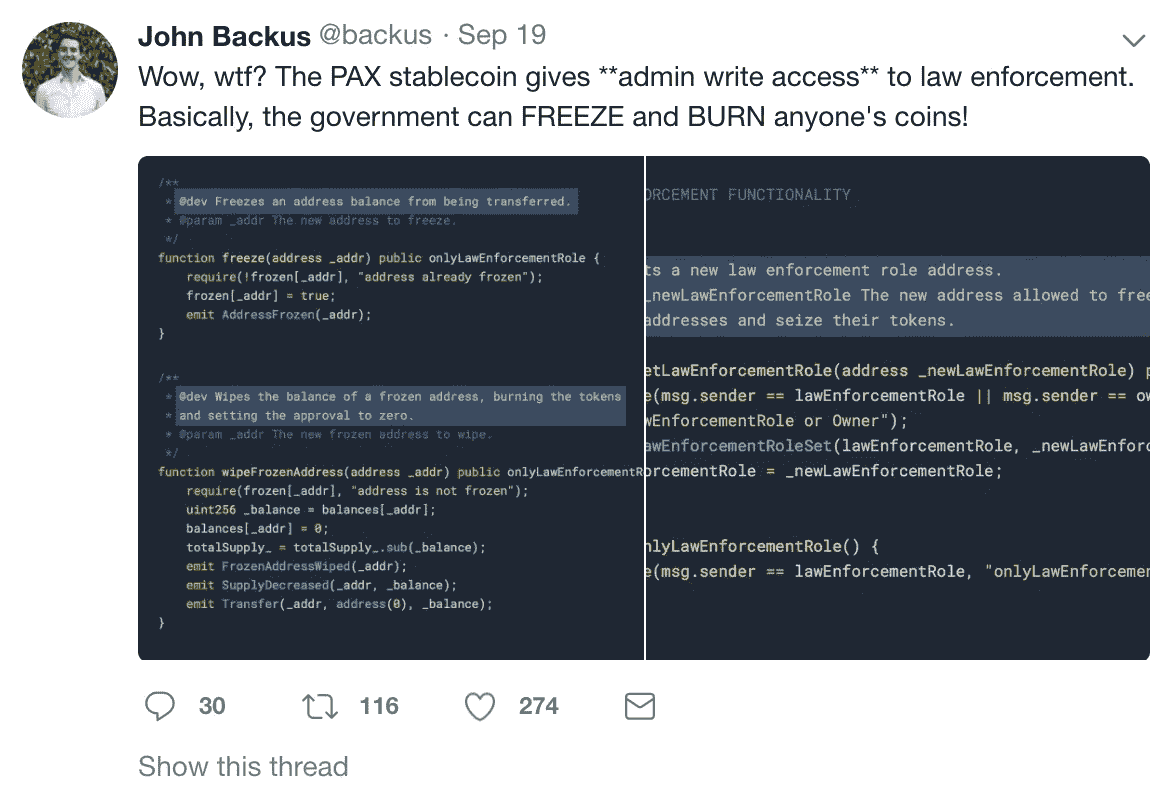 John Backus @backus · Sep 19
Wow, wtf? The PAX stablecoin gives **admin write access** to law enforcement.
Basically, the government can FREEZE and BURN anyone's coins!
/**
* @dev Freezes an address balance from being transferred.
* @param _addr The new address to freeze.
*/
function freeze(address _addr) public onlyLawEnforcementRole {
require(!frozen[_addr], "address already frozen");
frozen[_addr] = true;
emit AddressFrozen(_addr);
}
/**
* @dev Wipes the balance of a frozen address, burning the tokens
* and setting the approval to zero.
* @param _addr The new frozen address to wipe.
*/
function wipeFrozenAddress(address _addr) public onlyLawEnforcementR
require(frozen[_addr], "address is not frozen");
uint256 _balance = balances[_addr];
balances[_addr] = 0;
totalSupply_ = totalSupply_.sub(_balance);
emit FrozenAddressWiped(_addr);
emit SupplyDecreased(_addr, _balance);
emit Transfer(_addr, address(0), _balance);
}
ORCEMENT FUNCTIONALITY
ts a new law enforcement role address.
_newLawEnforcementRole The new address allowed to free
addresses and seize their tokens.
etLawEnforcementRole(address _newLawEnforcementRole) p
e(msg.sender == lawEnforcementRole || msg.sender == ow
wEnforcementRole or Owner");
awEnforcementRoleSet(lawEnforcementRole, _newLawEnforc
orcementRole = _newLawEnforcementRole;
nlyLawEnforcementRole() {
e(msg.sender == lawEnforcementRole, "onlyLawEnforcemen
30 116 274
Show this thread